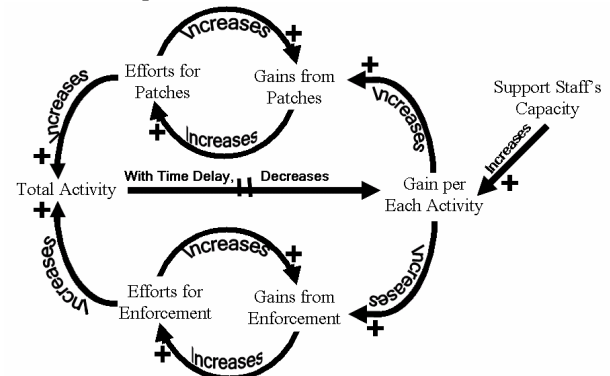 Increases
+
Efforts for
Patches
Gains from
Patches
+
Increases
Increases
+
+
Increases
Support Staff's
Capacity
Increases
+
Total Activity
With Time Delay, Decreases
Gain per
Each Activity
+
Increases
Increases
+
Efforts for
Enforcement
Gains from
Enforcement
+
Increases
Increases
+